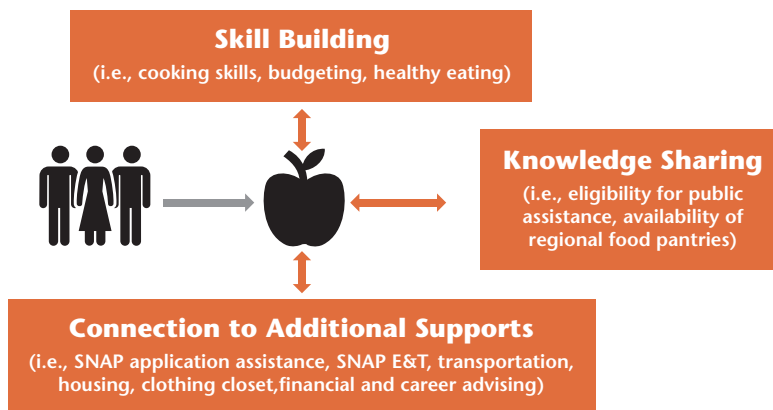 Skill Building
(i.e., cooking skills, budgeting, healthy eating)
Knowledge Sharing
(i.e., eligibility for public
assistance, availability of
regional food pantries)
Connection to Additional Supports
(i.e., SNAP application assistance, SNAP E&T, transportation,
housing, clothing closet,financial and career advising)